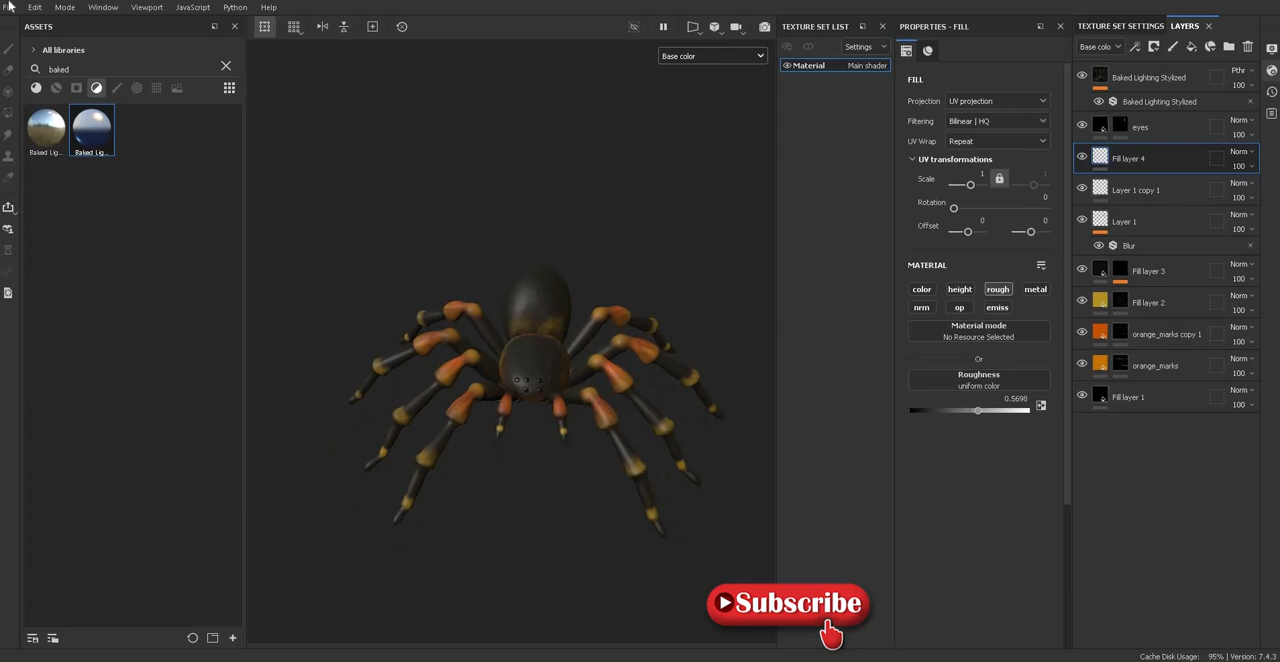 Edit Mode Window Viewport JavaScript Python Help
ASSETS
All libraries
baked
Baked Lig...
Baked Lig...
Base color
TEXTURE SET LIST
Settings
Material Main shader
PROPERTIES - FILL
FILL
Projection UV projection
Filtering Bilinear | HQ
UV Wrap Repeat
UV transformations
Scale 1 1
Rotation 0
Offset 0 0
MATERIAL
color height rough metal
nrm op emiss
Material mode
No Resource Selected
Or
Roughness
uniform color
0.5698
TEXTURE SET SETTINGS LAYERS
Base colo
Baked Lighting Stylized Pthr 100
Baked Lighting Stylized
eyes Norm 100
Fill layer 4 Norm 100
Layer 1 copy 1 Norm 100
Layer 1 Norm 100
Blur
Fill layer 3 Norm 100
Fill layer 2 Norm 100
orange_marks copy 1 Norm 100
orange_marks Norm 100
Fill layer 1 Norm 100
Subscribe
Cache Disk Usage: 95% | Version: 7.4.3